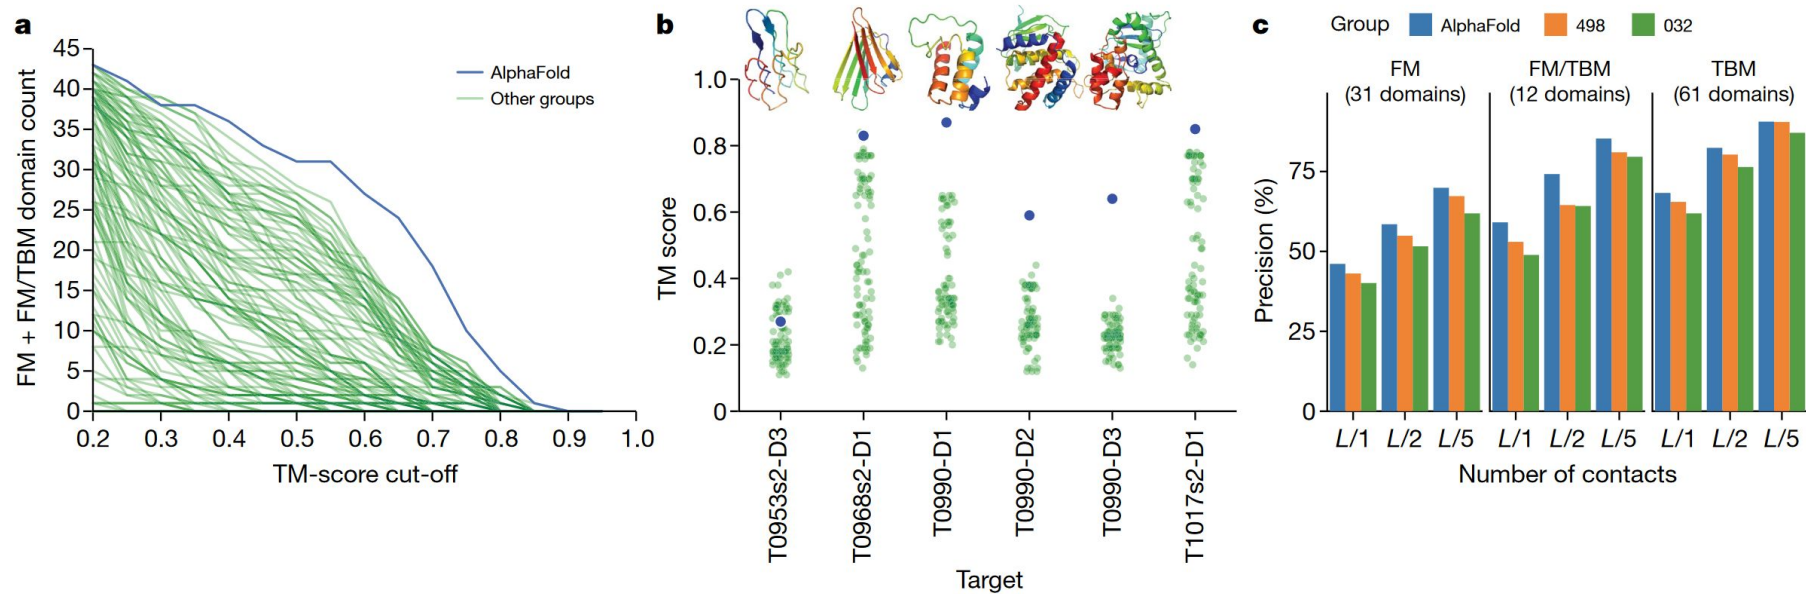 a
45
40
35
30
25
20
15
10
5
0
FM + FM/TBM domain count
0.2 0.3 0.4 0.5 0.6 0.7 0.8 0.9 1.0
TM-score cut-off
AlphaFold
Other groups
b
1.0
0.8
0.6
0.4
0.2
0
TM score
T0953s2-D3
T0968s2-D1
T0990-D1
T0990-D2
T0990-D3
T1017s2-D1
Target
c
Group AlphaFold 498 032
FM FM/TBM TBM
(31 domains) (12 domains) (61 domains)
75
50
25
0
Precision (%)
L/1 L/2 L/5 L/1 L/2 L/5 L/1 L/2 L/5
Number of contacts